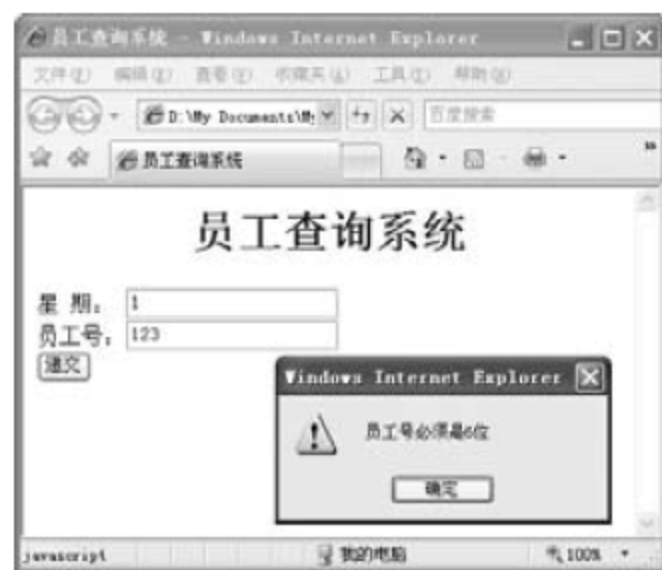 员工查询系统 - Windows Internet Explorer
文件(F) 编辑(E) 查看(V) 收藏夹(A) 工具(T) 帮助(H)
D:\My Documents\My 百度搜索
员工查询系统
员工查询系统
星 期: 1
员工号: 123
递交
Windows Internet Explorer
员工号必须是6位
确定
javascript 我的电脑 100%